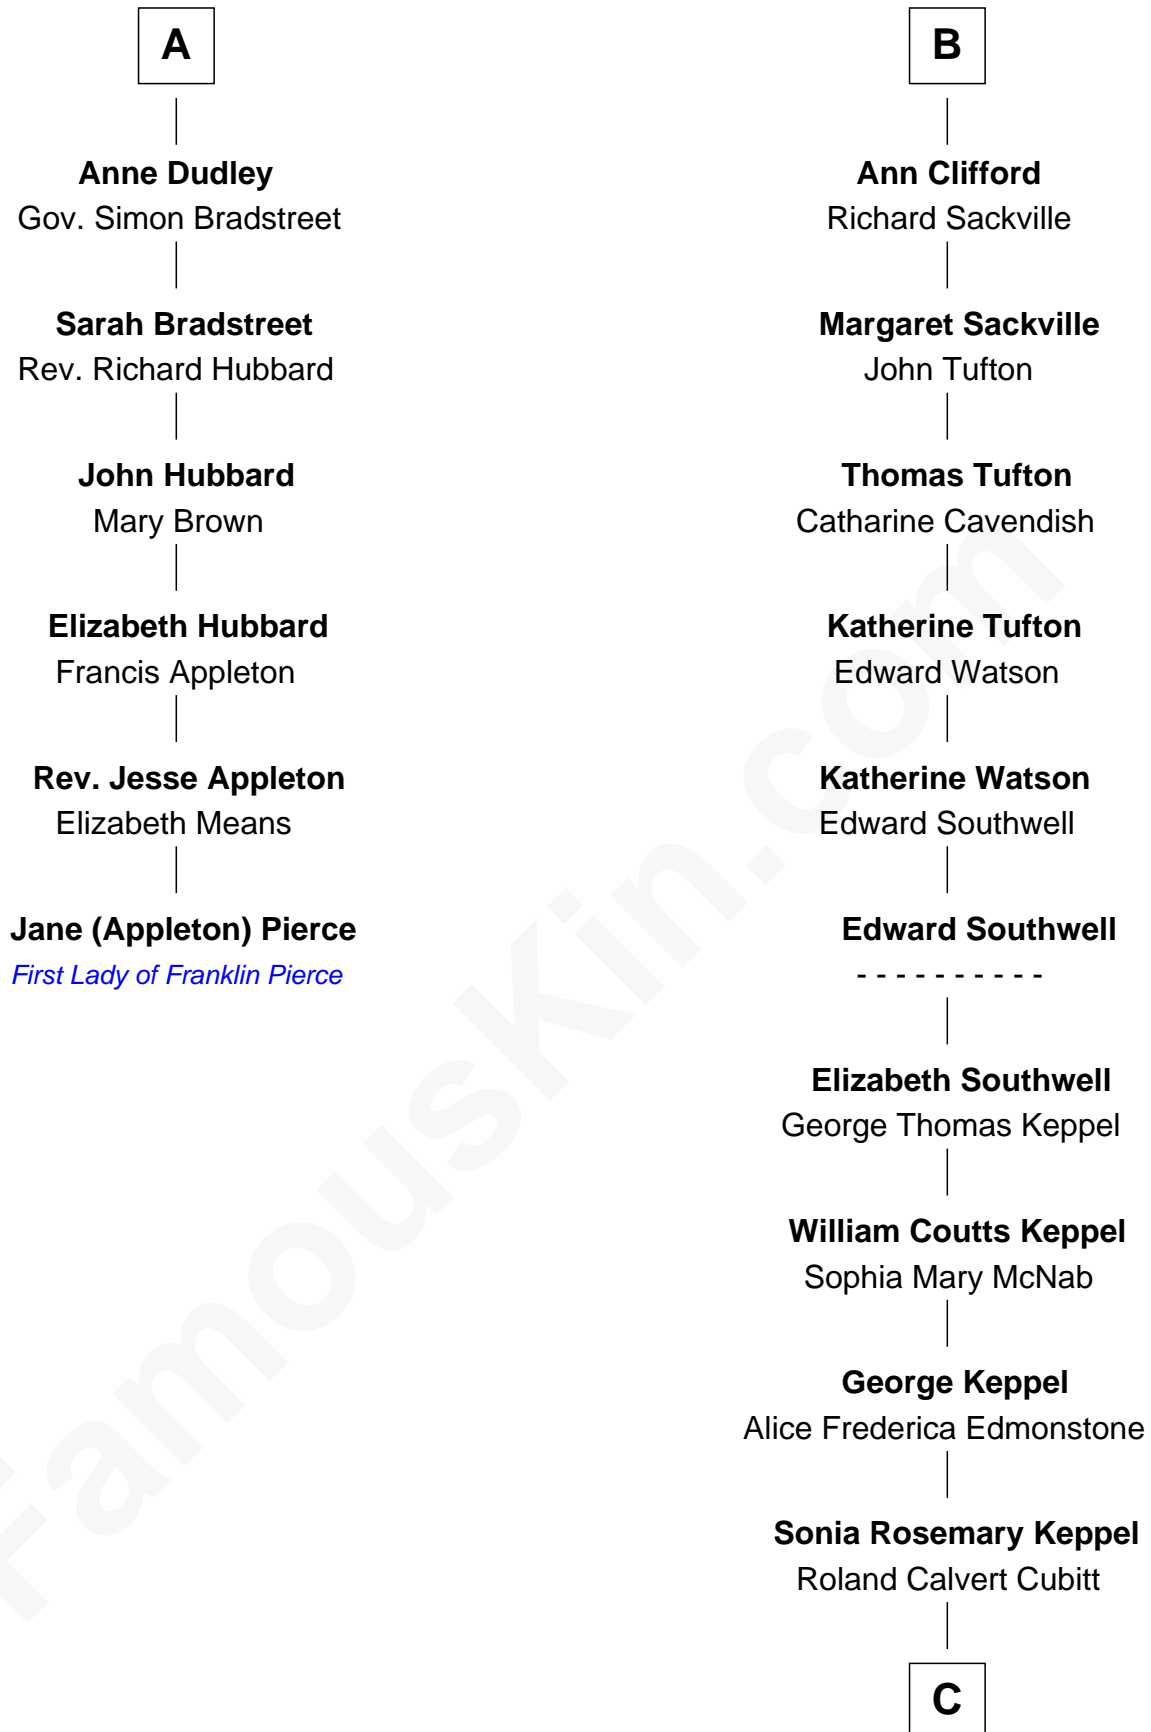 A
Anne Dudley
Gov. Simon Bradstreet
Sarah Bradstreet
Rev. Richard Hubbard
John Hubbard
Mary Brown
Elizabeth Hubbard
Francis Appleton
Rev. Jesse Appleton
Elizabeth Means
Jane (Appleton) Pierce
First Lady of Franklin Pierce
B
Ann Clifford
Richard Sackville
Margaret Sackville
John Tufton
Thomas Tufton
Catharine Cavendish
Katherine Tufton
Edward Watson
Katherine Watson
Edward Southwell
Edward Southwell
- - - - - - - - - -
Elizabeth Southwell
George Thomas Keppel
William Coutts Keppel
Sophia Mary McNab
George Keppel
Alice Frederica Edmonstone
Sonia Rosemary Keppel
Roland Calvert Cubitt
C
FamousKin.com